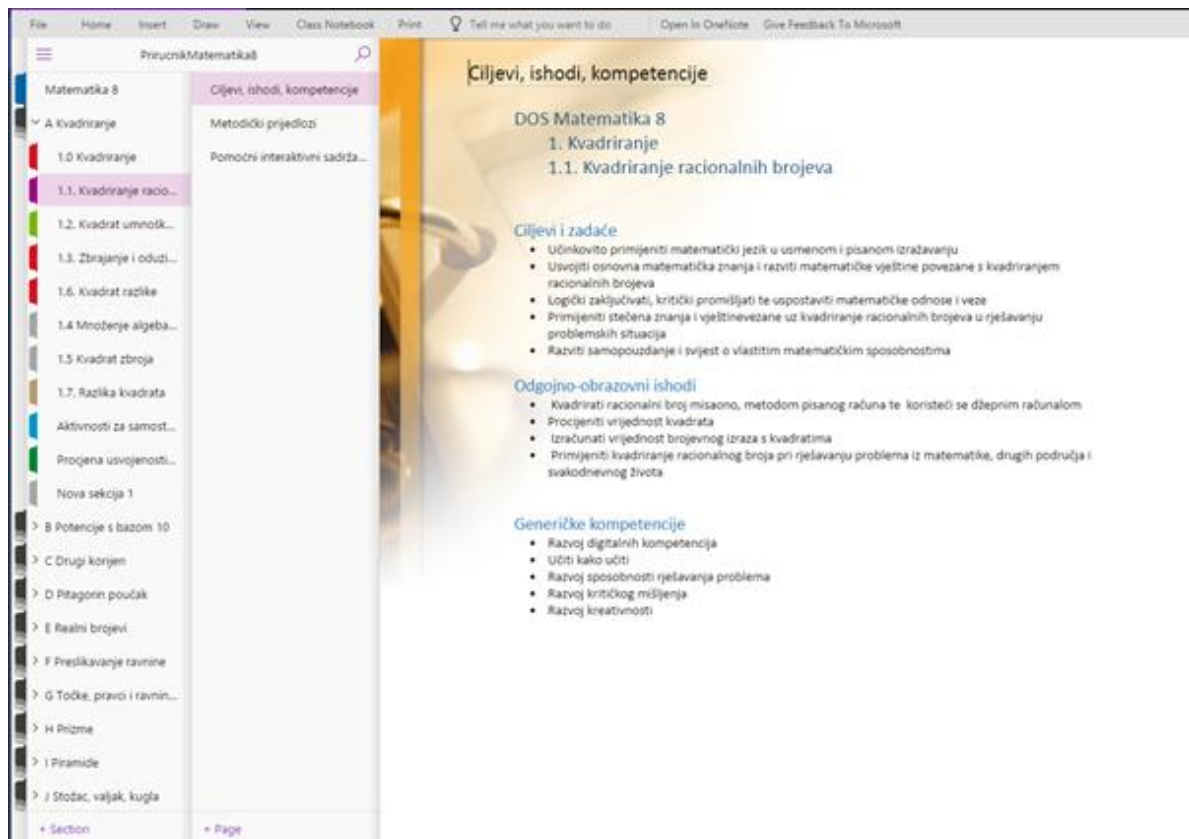 File Home Insert Draw View Class Notebook Print Tell me what you want to do Open In OneNote Give Feedback To Microsoft
PrirucnikMatematika8
Matematika 8
A Kvadriranje
1.0 Kvadriranje
1.1. Kvadriranje racio...
1.2. Kvadrat umnošk...
1.3. Zbrajanje i oduzi...
1.6. Kvadrat razlike
1.4 Množenje algeba...
1.5 Kvadrat zbroja
1.7. Razlika kvadrata
Aktivnosti za samost...
Procjena usvojenosti...
Nova sekcija 1
B Potencije s bazom 10
C Drugi korijen
D Pitagorin poučak
E Realni brojevi
F Preslikavanje ravnine
G Točke, pravci i ravnin...
H Prizme
I Piramide
J Stožac, valjak, kugla
+ Section
Ciljevi, ishodi, kompetencije
Metodički prijedlozi
Pomoćni interaktivni sadrža...
+ Page
Ciljevi, ishodi, kompetencije
DOS Matematika 8
1. Kvadriranje
1.1. Kvadriranje racionalnih brojeva
Ciljevi i zadaće
• Učinkovito primijeniti matematički jezik u usmenom i pisanom izražavanju
• Usvojiti osnovna matematička znanja i razviti matematičke vještine povezane s kvadriranjem
racionalnih brojeva
• Logički zaključivati, kritički promišljati te uspostaviti matematičke odnose i veze
• Primijeniti stečena znanja i vještinevezane uz kvadriranje racionalnih brojeva u rješavanju
problemskih situacija
• Razviti samopouzdanje i svijest o vlastitim matematičkim sposobnostima
Odgojno-obrazovni ishodi
• Kvadrirati racionalni broj misaono, metodom pisanog računa te koristeći se džepnim računalom
• Procijeniti vrijednost kvadrata
• Izračunati vrijednost brojevnog izraza s kvadratima
• Primijeniti kvadriranje racionalnog broja pri rješavanju problema iz matematike, drugih područja i
svakodnevnog života
Generičke kompetencije
• Razvoj digitalnih kompetencija
• Učiti kako učiti
• Razvoj sposobnosti rješavanja problema
• Razvoj kritičkog mišljenja
• Razvoj kreativnosti